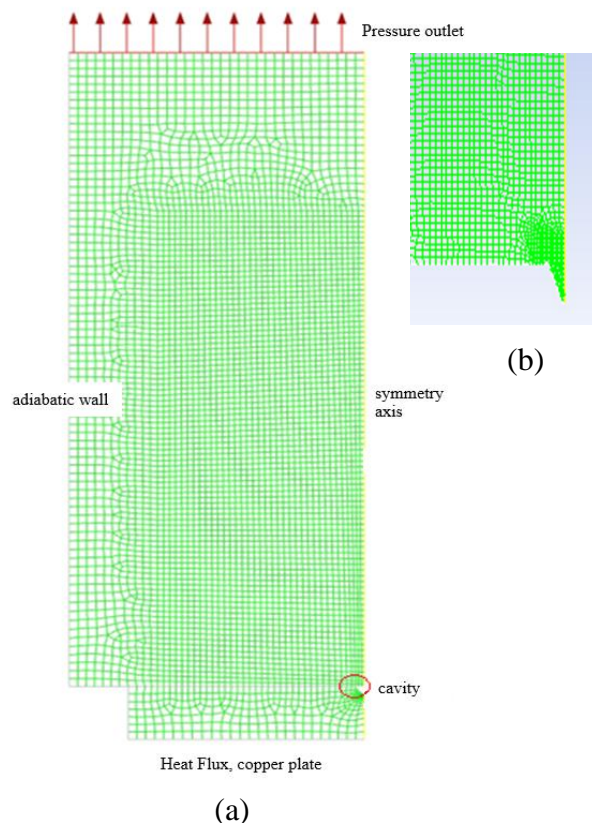 Pressure outlet
(b)
adiabatic wall
symmetry
axis
cavity
Heat Flux, copper plate
(a)